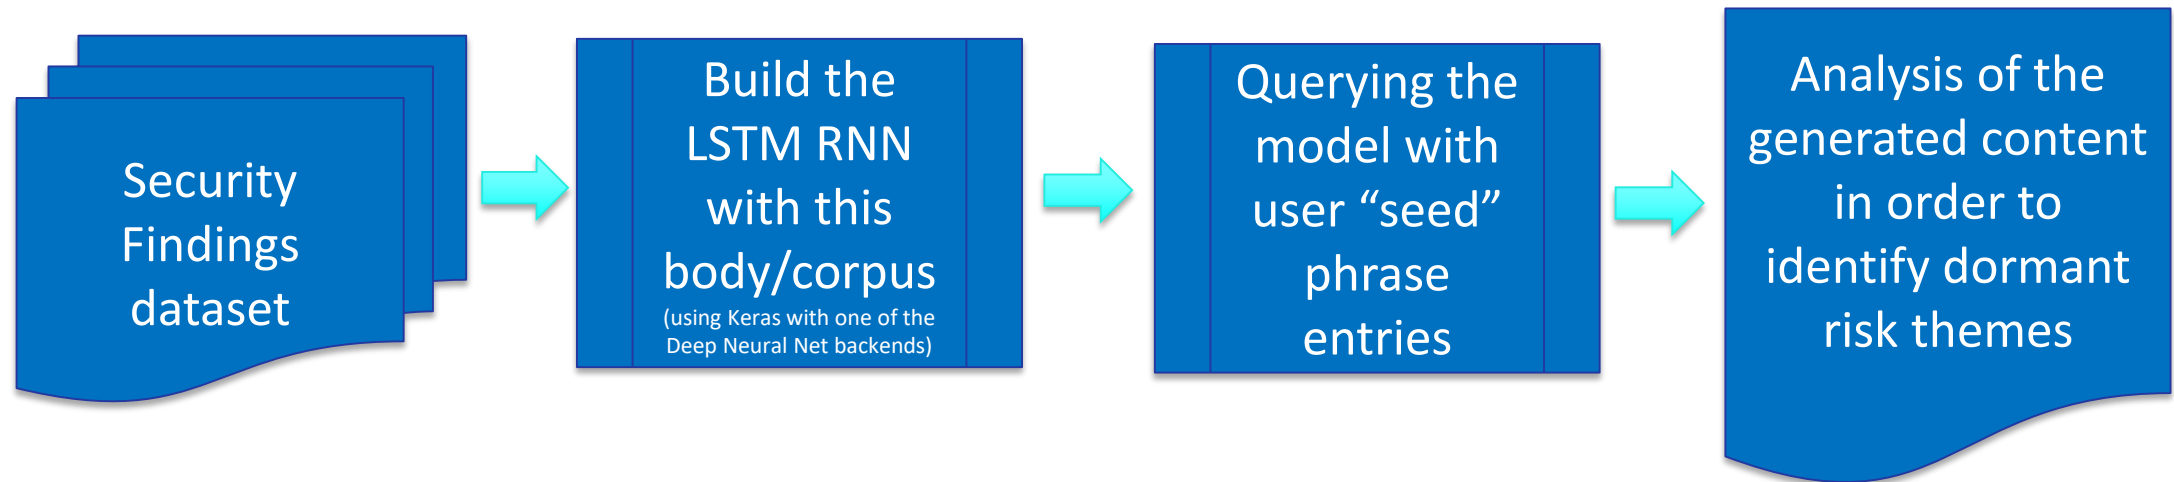 Security
Findings
dataset
Build the
LSTM RNN
with this
body/corpus
(using Keras with one of the
Deep Neural Net backends)
Querying the
model with
user “seed”
phrase
entries
Analysis of the
generated content
in order to
identify dormant
risk themes